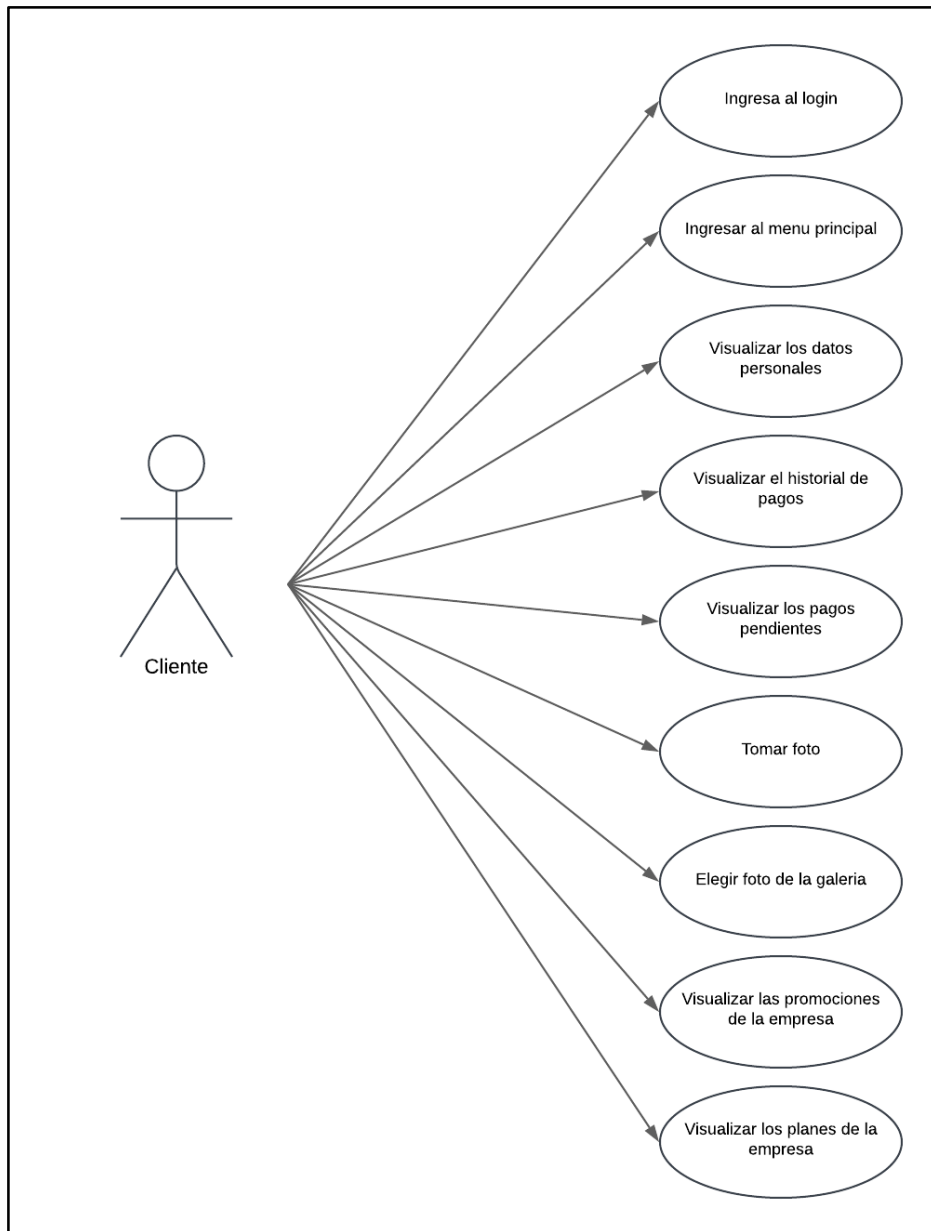 Ingresa al login
Ingresar al menu principal
Visualizar los datos
personales
Visualizar el historial de
pagos
Visualizar los pagos
pendientes
Cliente
Tomar foto
Elegir foto de la galeria
Visualizar las promociones
de la empresa
Visualizar los planes de la
empresa